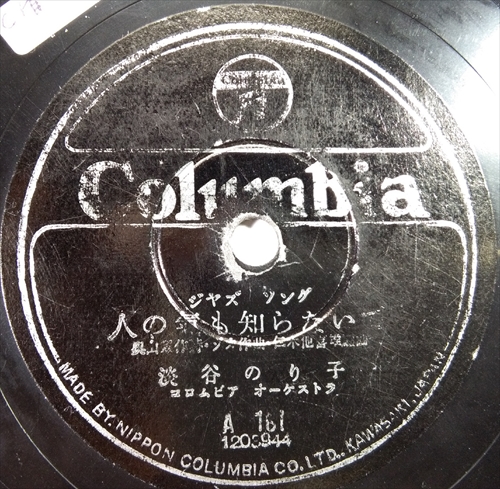 COLUMBIA
Columbia
ジャズ ソング
人の気も知らないで
淡谷のり子
コロムビア オーケストラ
A 161
1203944
MADE BY NIPPON COLUMBIA CO. LTD., KAWASAKI, JAPAN